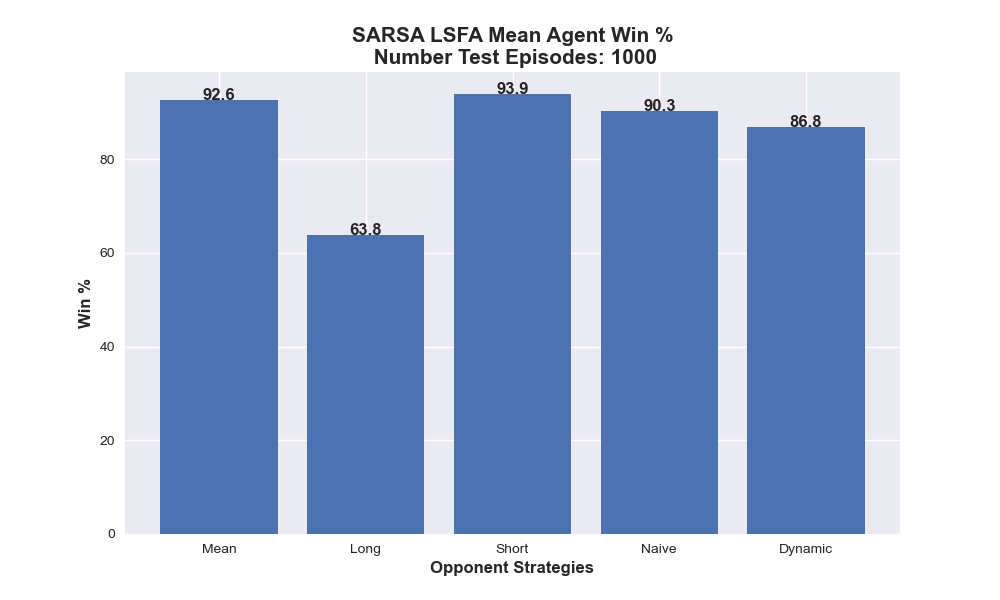 SARSA LSFA Mean Agent Win %
Number Test Episodes: 1000
92.6
63.8
93.9
90.3
86.8
80
60
40
20
0
Win %
Mean Long Short Naive Dynamic
Opponent Strategies